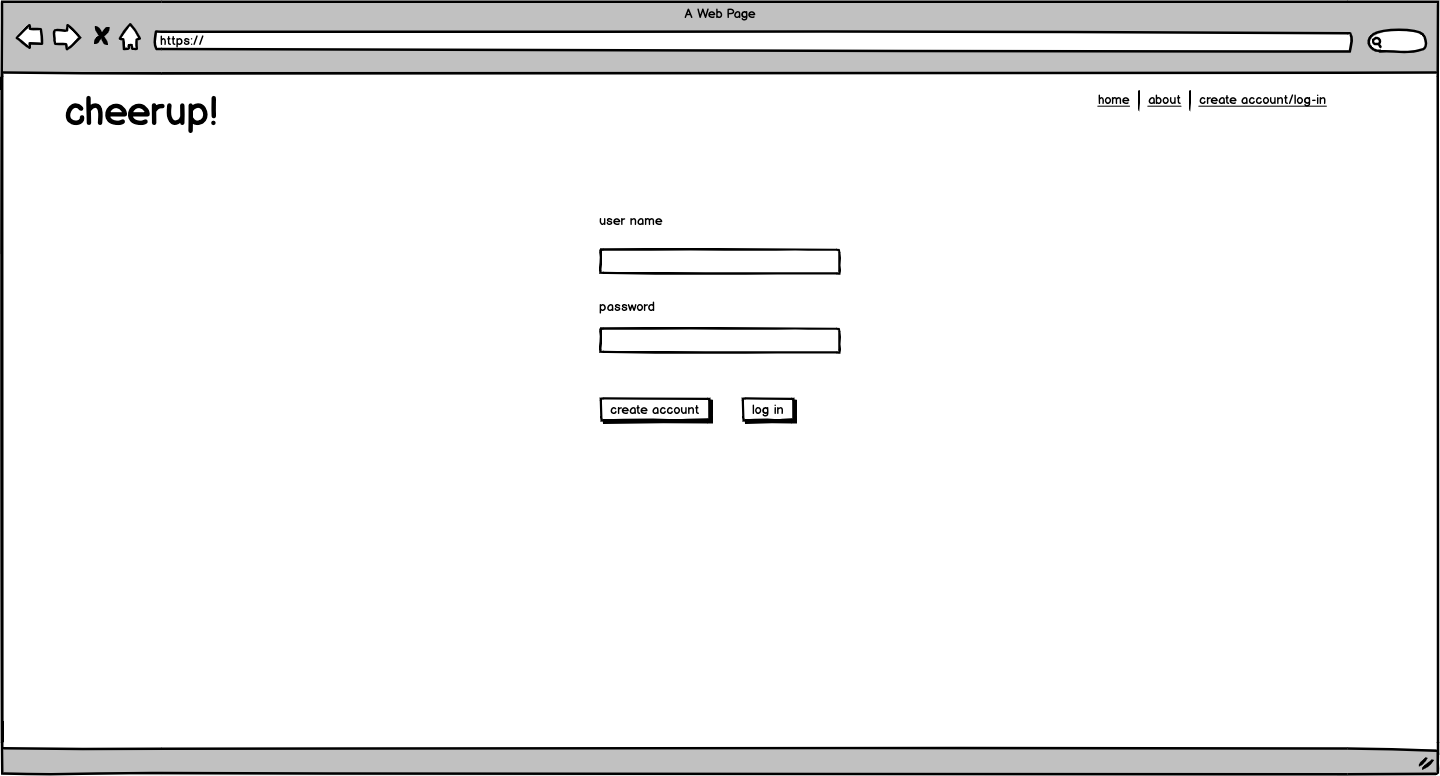 A Web Page
https://
cheerup!
home | about | create account/log-in
user name
password
create account
log in